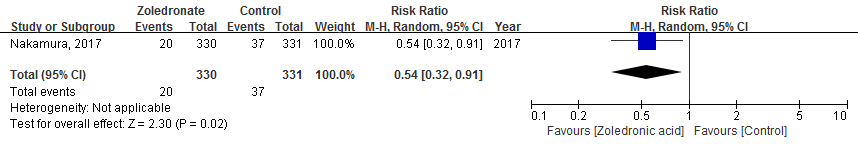 Zoledronate Control Risk Ratio Risk Ratio
Study or Subgroup Events Total Events Total Weight M-H, Random, 95% CI Year M-H, Random, 95% CI
Nakamura, 2017 20 330 37 331 100.0% 0.54 [0.32, 0.91] 2017
Total (95% CI) 330 331 100.0% 0.54 [0.32, 0.91]
Total events 20 37
Heterogeneity: Not applicable
Test for overall effect: Z = 2.30 (P = 0.02)
0.1 0.2 0.5 1 2 5 10
Favours [Zoledronic acid] Favours [Control]